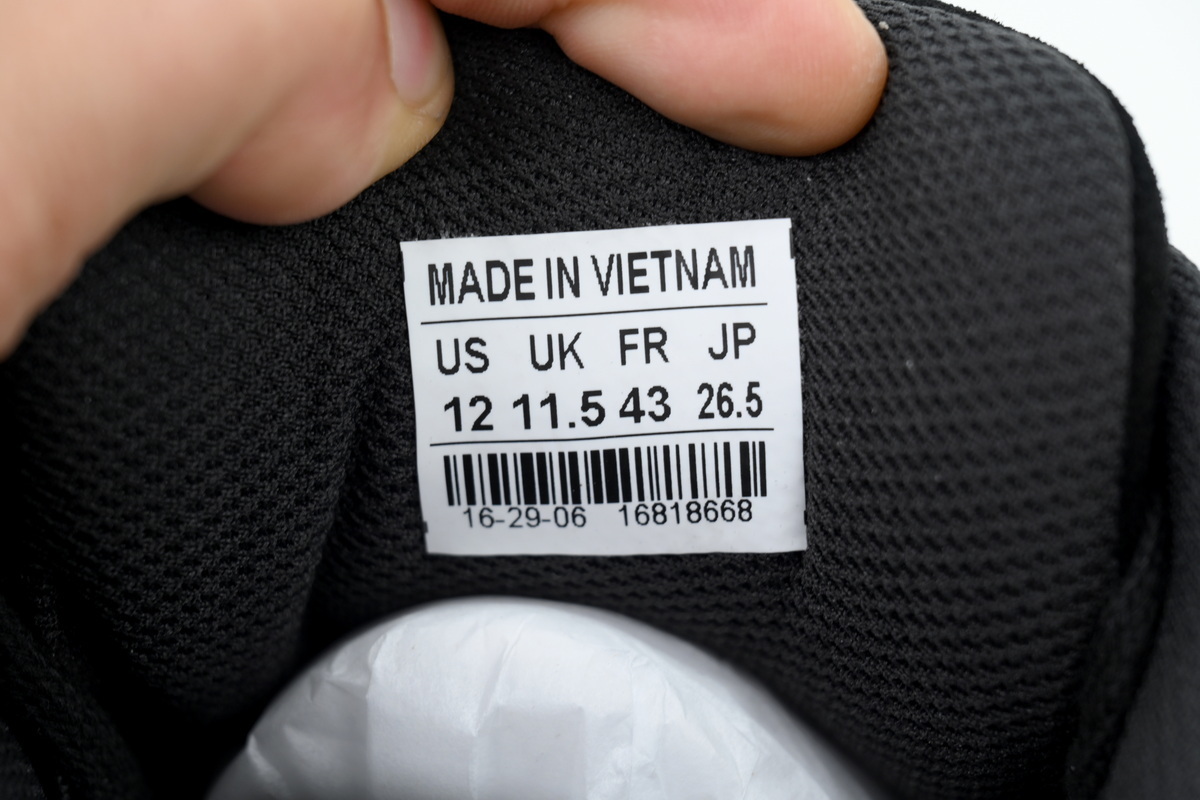 MADE IN VIETNAM
US UK FR JP
12 11.5 43 26.5
16-29-06 16818668